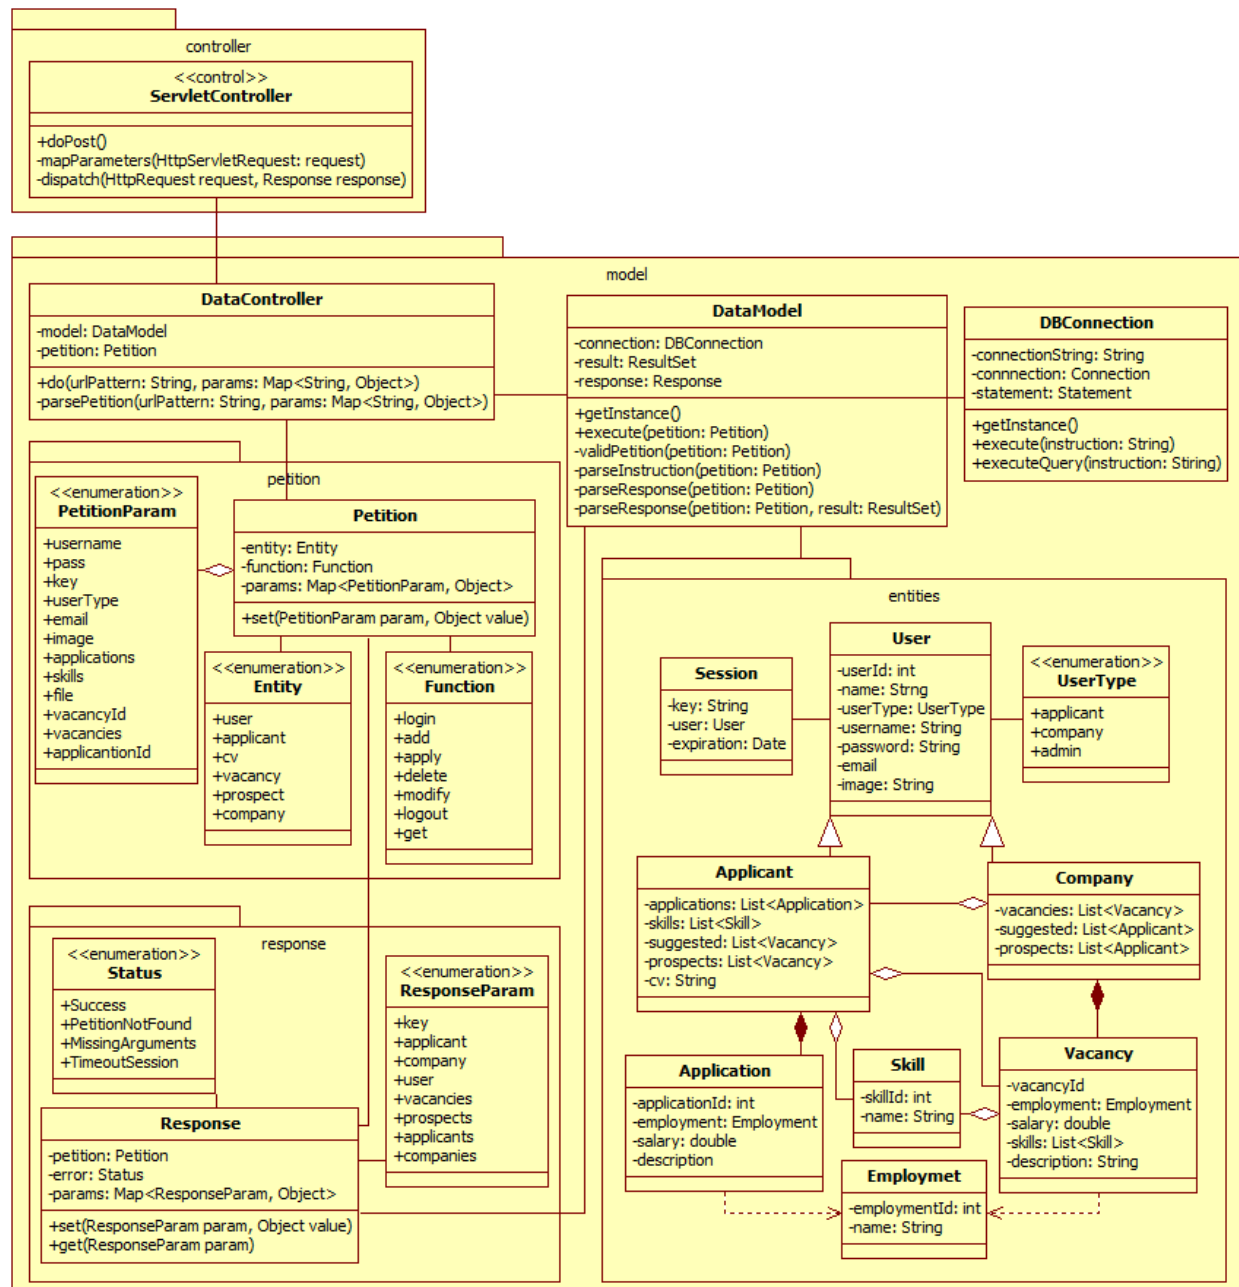 controller
<<control>>
ServletController
+doPost()
-mapParameters(HttpServletRequest: request)
-dispatch(HttpRequest request, Response response)
model
DataController
-model: DataModel
-petition: Petition
+do(urlPattern: String, params: Map<String, Object>)
-parsePetition(urlPattern: String, params: Map<String, Object>)
DataModel
-connection: DBConnection
-result: ResultSet
-response: Response
+getInstance()
+execute(petition: Petition)
-validPetition(petition: Petition)
-parseInstruction(petition: Petition)
-parseResponse(petition: Petition)
-parseResponse(petition: Petition, result: ResultSet)
DBConnection
-connectionString: String
-connnection: Connection
-statement: Statement
+getInstance()
+execute(instruction: String)
+executeQuery(instruction: String)
petition
<<enumeration>>
PetitionParam
+username
+pass
+key
+userType
+email
+image
+applications
+skills
+file
+vacancyId
+vacancies
+applicantionId
Petition
-entity: Entity
-function: Function
-params: Map<PetitionParam, Object>
+set(PetitionParam param, Object value)
<<enumeration>>
Entity
+user
+applicant
+cv
+vacancy
+prospect
+company
<<enumeration>>
Function
+login
+add
+apply
+delete
+modify
+logout
+get
response
<<enumeration>>
Status
+Success
+PetitionNotFound
+MissingArguments
+TimeoutSession
<<enumeration>>
ResponseParam
+key
+applicant
+company
+user
+vacancies
+prospects
+applicants
+companies
Response
-petition: Petition
-error: Status
-params: Map<ResponseParam, Object>
+set(ResponseParam param, Object value)
+get(ResponseParam param)
entities
Session
-key: String
-user: User
-expiration: Date
User
-userId: int
-name: Strng
-userType: UserType
-username: String
-password: String
-email
-image: String
<<enumeration>>
UserType
+applicant
+company
+admin
Applicant
-applications: List<Application>
-skills: List<Skill>
-suggested: List<Vacancy>
-prospects: List<Vacancy>
-cv: String
Company
-vacancies: List<Vacancy>
-suggested: List<Applicant>
-prospects: List<Applicant>
Application
-applicationId: int
-employment: Employment
-salary: double
-description
Skill
-skillId: int
-name: String
Vacancy
-vacancyId
-employment: Employment
-salary: double
-skills: List<Skill>
-description: String
Employmet
-employmentId: int
-name: String